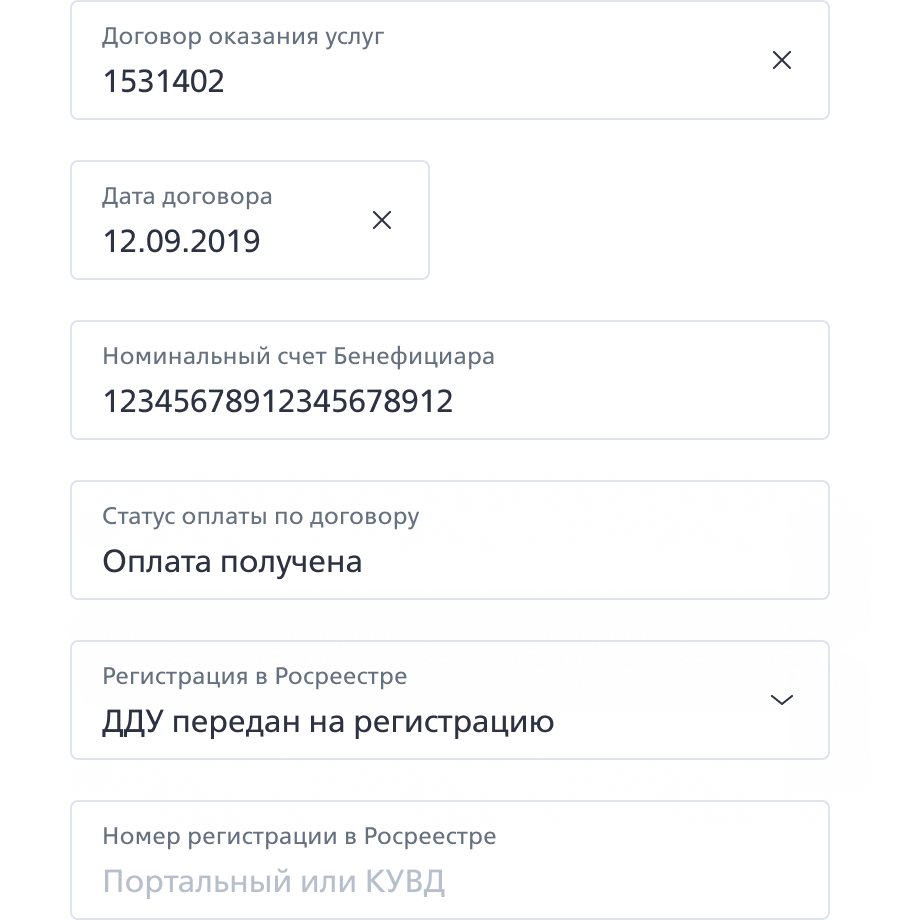 Договор оказания услуг
1531402
Дата договора
12.09.2019
Номинальный счет Бенефициара
12345678912345678912
Статус оплаты по договору
Оплата получена
Регистрация в Росреестре
ДДУ передан на регистрацию
Номер регистрации в Росреестре
Портальный или КУВД